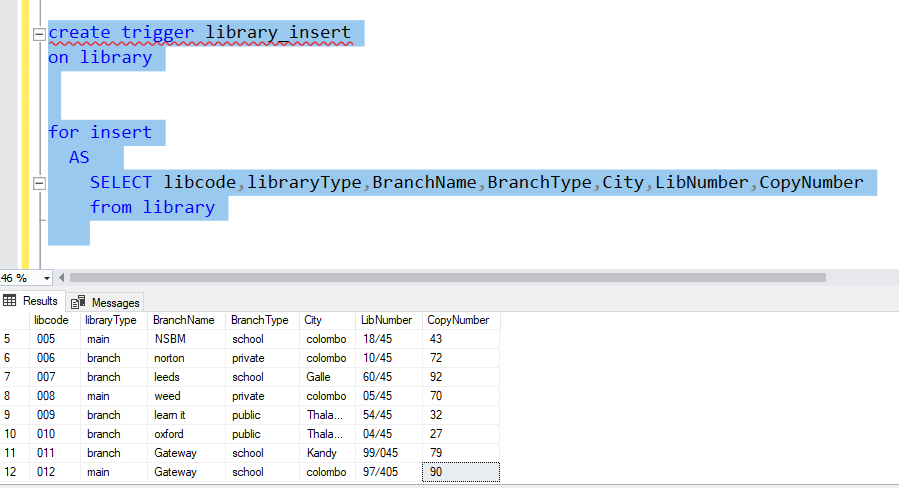 create trigger library_insert
on library
for insert
AS
SELECT libcode,libraryType,BranchName,BranchType,City,LibNumber,CopyNumber
from library
46 %
Results Messages
libcode libraryType BranchName BranchType City LibNumber CopyNumber
5 005 main NSBM school colombo 18/45 43
6 006 branch norton private colombo 10/45 72
7 007 branch leeds school Galle 60/45 92
8 008 main weed private colombo 05/45 70
9 009 branch learn it public Thala... 54/45 32
10 010 branch oxford public Thala... 04/45 27
11 011 branch Gateway school Kandy 99/045 79
12 012 main Gateway school colombo 97/405 90